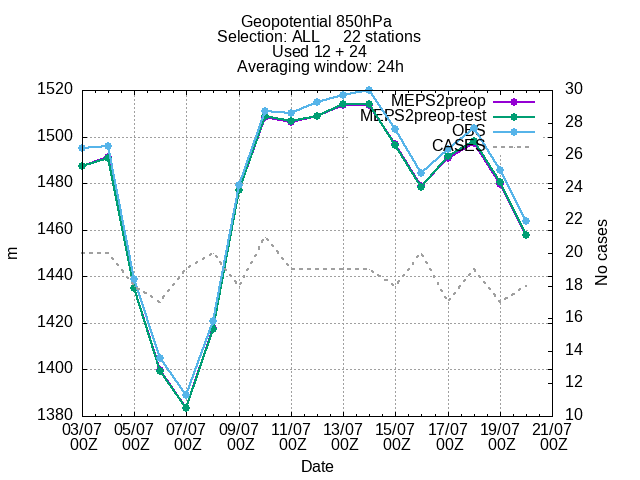 Geopotential 850hPa
Selection: ALL 22 stations
Used 12 + 24
Averaging window: 24h
MEPS2preop
MEPS2preop-test
OBS
CASES
1520
1500
1480
1460
1440
1420
1400
1380
m
30
28
26
24
22
20
18
16
14
12
10
No cases
03/07 05/07 07/07 09/07 11/07 13/07 15/07 17/07 19/07 21/07
00Z 00Z 00Z 00Z 00Z 00Z 00Z 00Z 00Z 00Z
Date